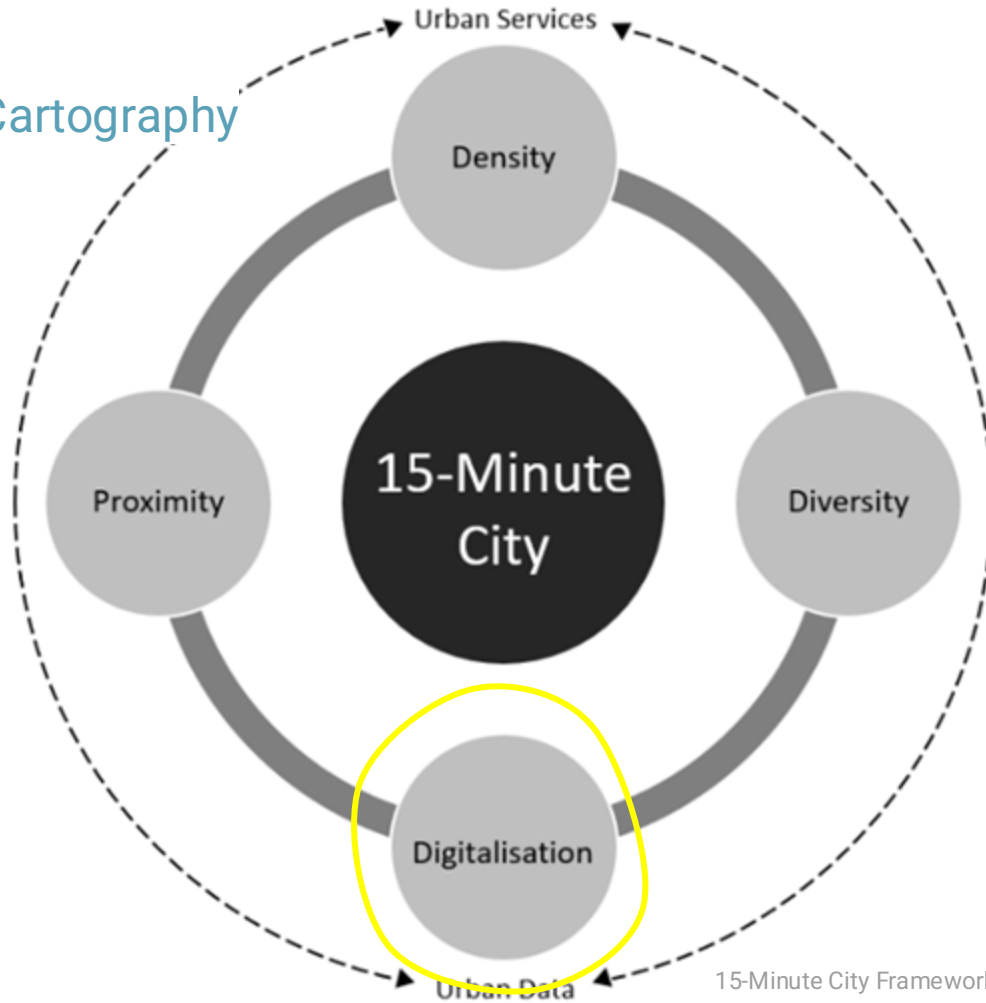 Urban Services
Cartography
Density
Proximity
15-Minute
City
Diversity
Digitalisation
Urban Data
15-Minute City Framework